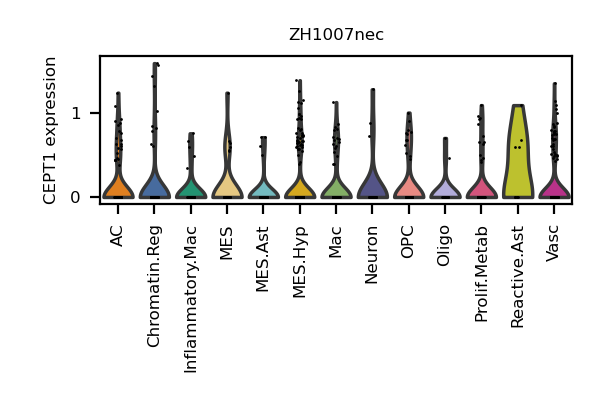 ZH1007nec
CEPT1 expression
1
0
AC
Chromatin.Reg
Inflammatory.Mac
MES
MES.Ast
MES.Hyp
Mac
Neuron
OPC
Oligo
Prolif.Metab
Reactive.Ast
Vasc